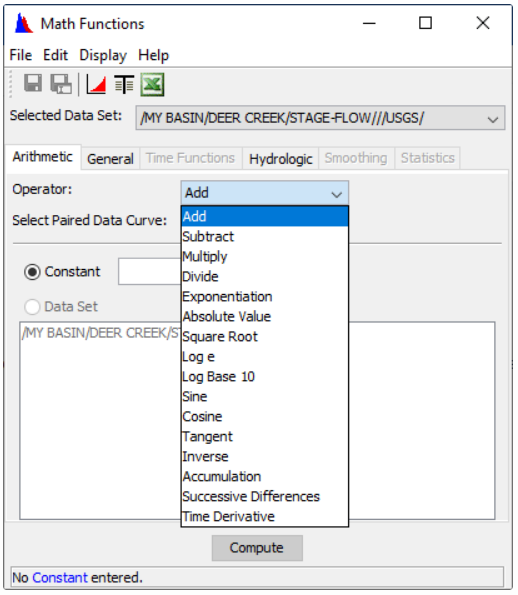 Math Functions
File Edit Display Help
Selected Data Set: /MY BASIN/DEER CREEK/STAGE-FLOW///USGS/
Arithmetic General Time Functions Hydrologic Smoothing Statistics
Operator: Add
Select Paired Data Curve: Add
Subtract
Multiply
Constant
Divide
Exponentiation
Data Set
Absolute Value
/MY BASIN/DEER CREEK/S
Square Root
Log e
Log Base 10
Sine
Cosine
Tangent
Inverse
Accumulation
Successive Differences
Time Derivative
Compute
No Constant entered.